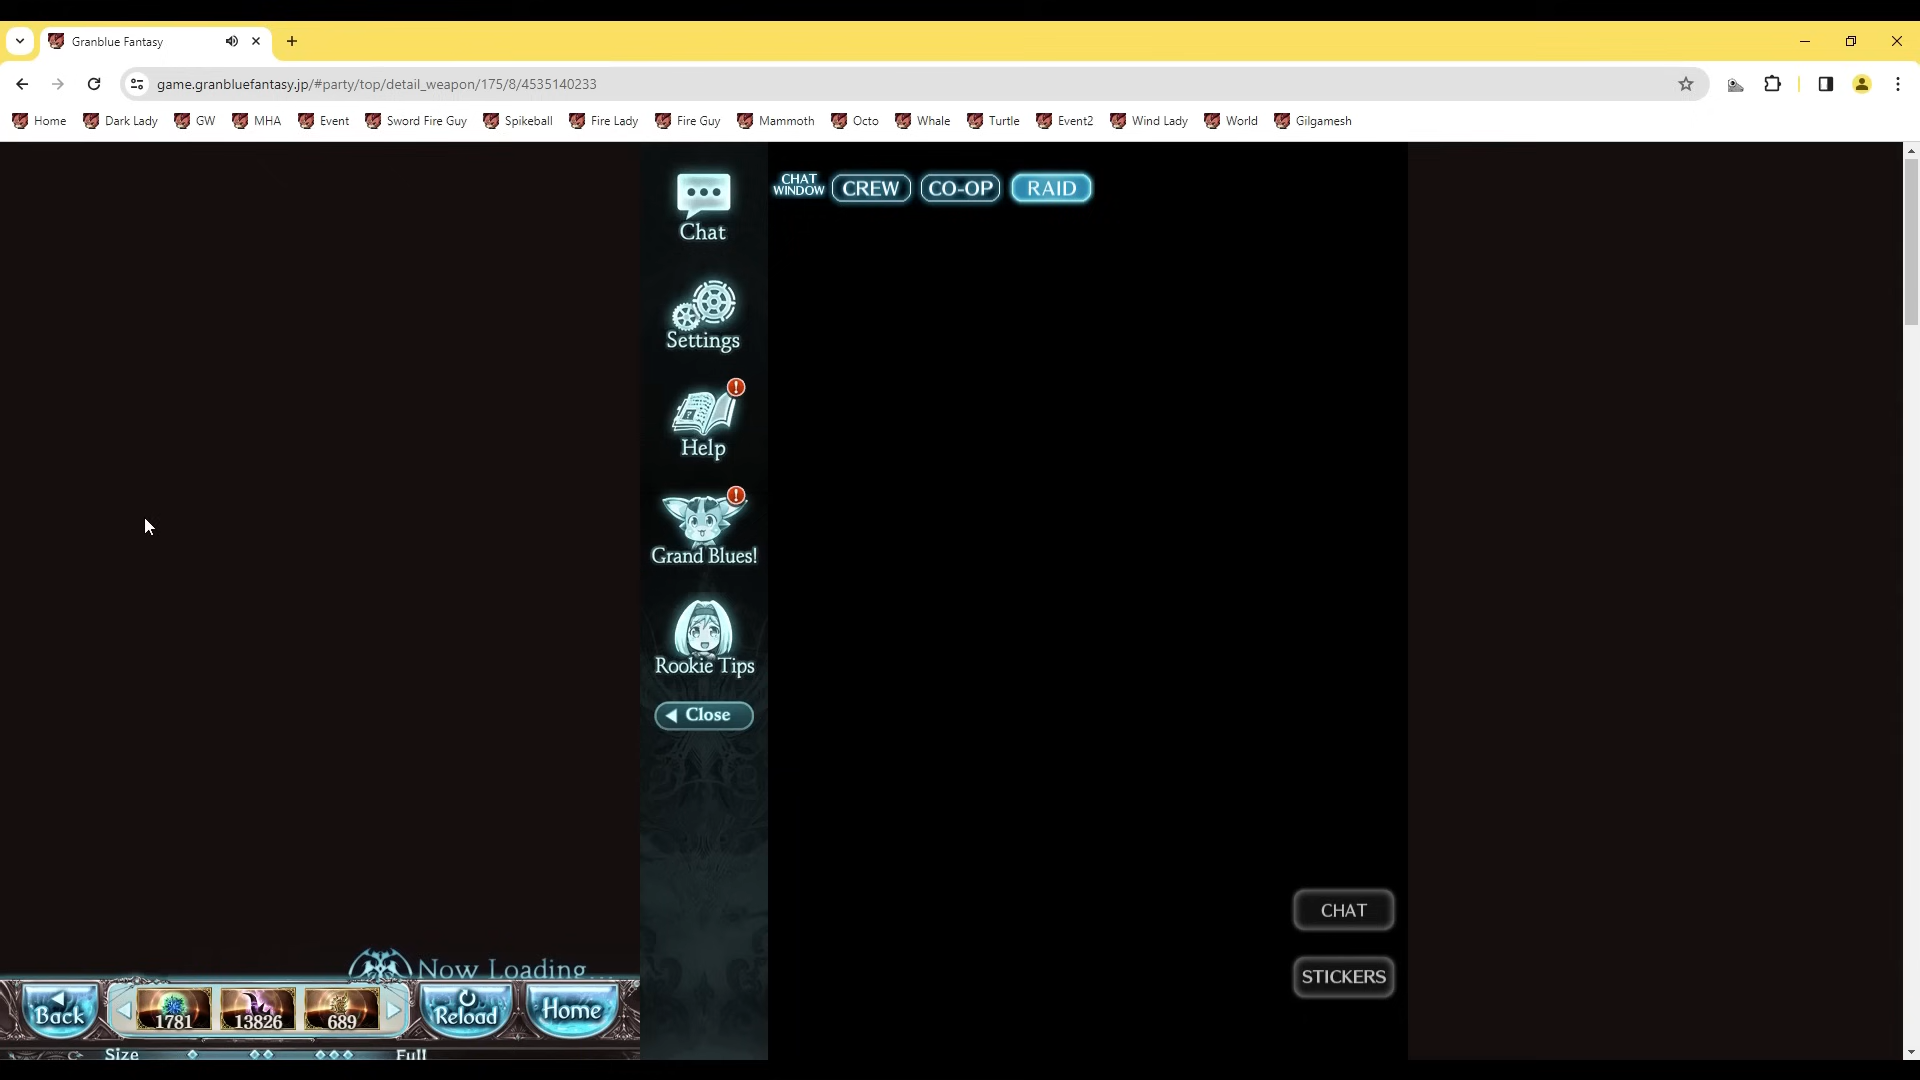 Granblue Fantasy
game.granbluefantasy.jp/#party/top/detail_weapon/175/8/4535140233
Home Dark Lady GW MHA Event Sword Fire Guy Spikeball Fire Lady Fire Guy Mammoth Octo Whale Turtle Event2 Wind Lady World Gilgamesh
CHAT WINDOW CREW CO-OP RAID
Chat
Settings
Help
Grand Blues!
Rookie Tips
Close
CHAT
STICKERS
Now Loading...
Back 1781 13826 689 Reload Home
Size Full